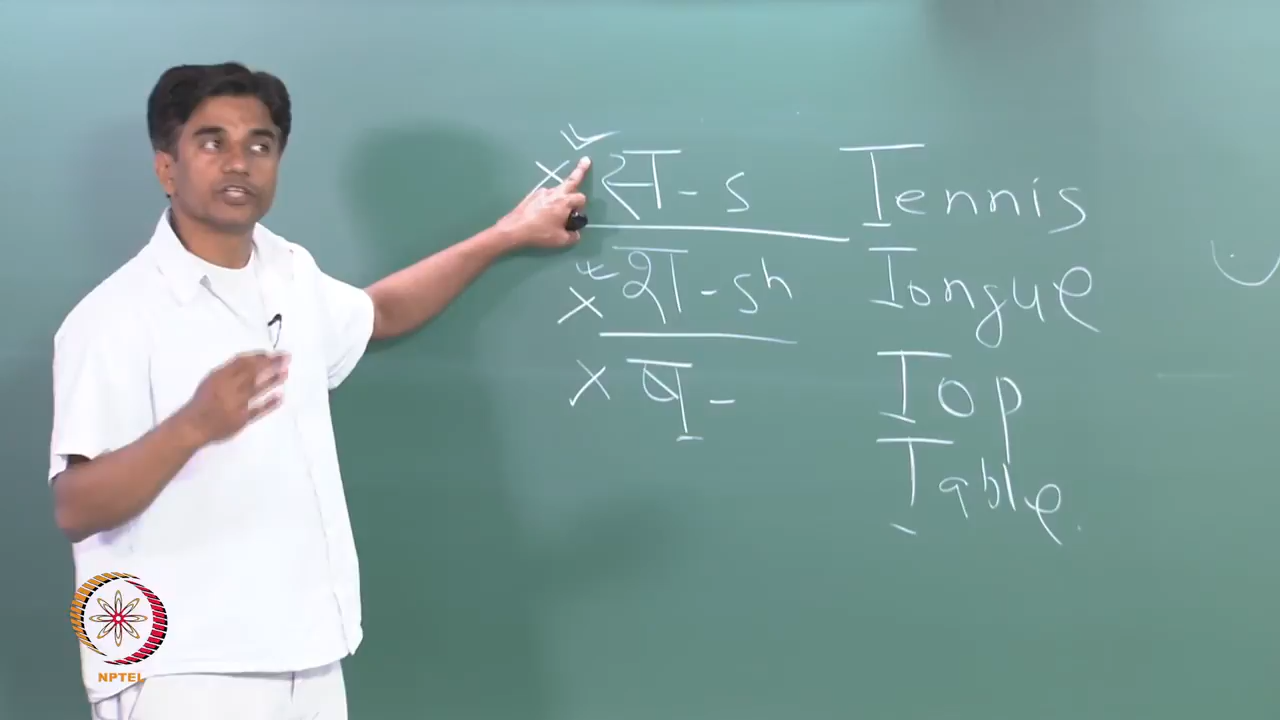 ✓
× स - s Tennis
× श - sh Tongue
× ष - Top
Table.
NPTEL